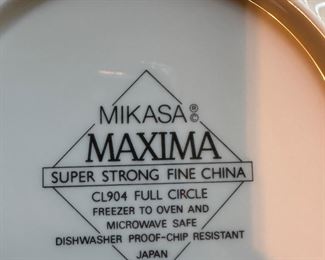 MIKASA®©
MAXIMA
SUPER STRONG FINE CHINA
CL904 FULL CIRCLE
FREEZER TO OVEN AND
MICROWAVE SAFE
DISHWASHER PROOF-CHIP RESISTANT
JAPAN